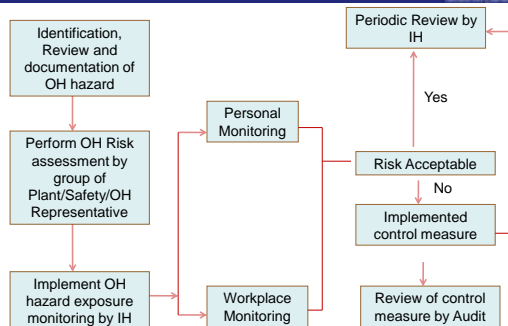 Identification,
Review and
documentation of
OH hazard
Perform OH Risk
assessment by
group of
Plant/Safety/OH
Representative
Implement OH
hazard exposure
monitoring by IH
Personal
Monitoring
Workplace
Monitoring
Periodic Review by
IH
Yes
Risk Acceptable
No
Implemented
control measure
Review of control
measure by Audit